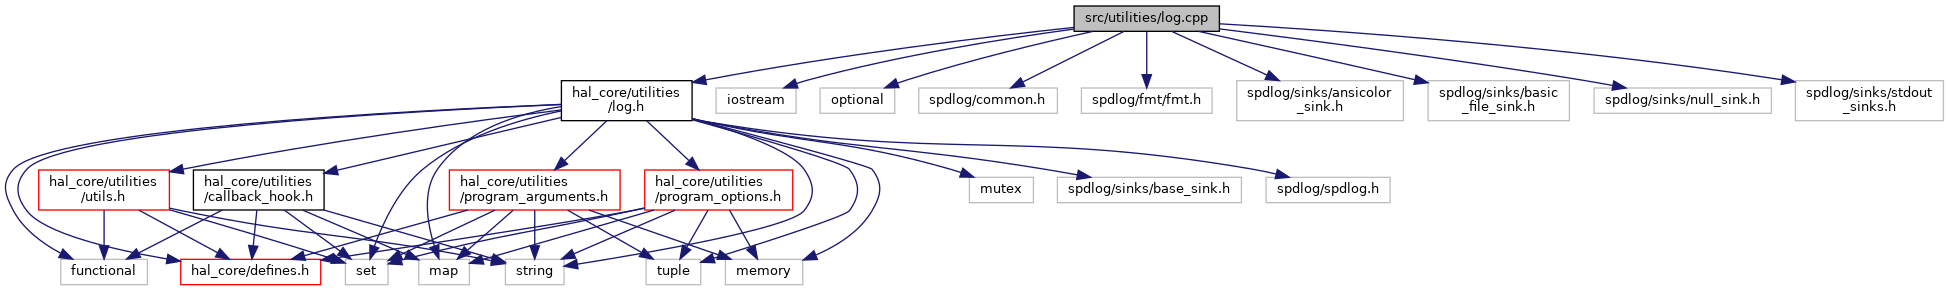 src/utilities/log.cpp
hal_core/utilities
/log.h
iostream
optional
spdlog/common.h
spdlog/fmt/fmt.h
spdlog/sinks/ansicolor
_sink.h
spdlog/sinks/basic
_file_sink.h
spdlog/sinks/null_sink.h
spdlog/sinks/stdout
_sinks.h
hal_core/utilities
/utils.h
hal_core/utilities
/callback_hook.h
hal_core/utilities
/program_arguments.h
hal_core/utilities
/program_options.h
mutex
spdlog/sinks/base_sink.h
spdlog/spdlog.h
functional
hal_core/defines.h
set
map
string
tuple
memory